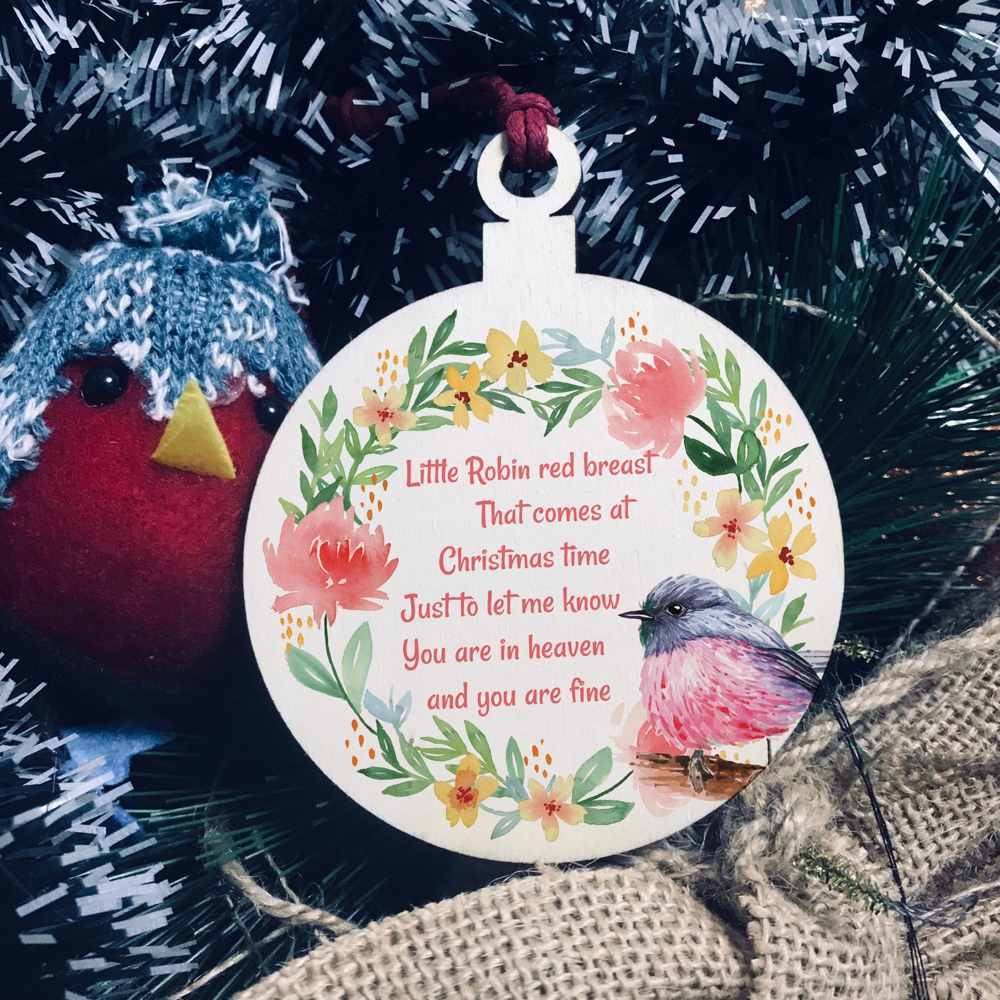 Little Robin red breast
That comes at
Christmas time
Just to let me know
You are in heaven
and you are fine